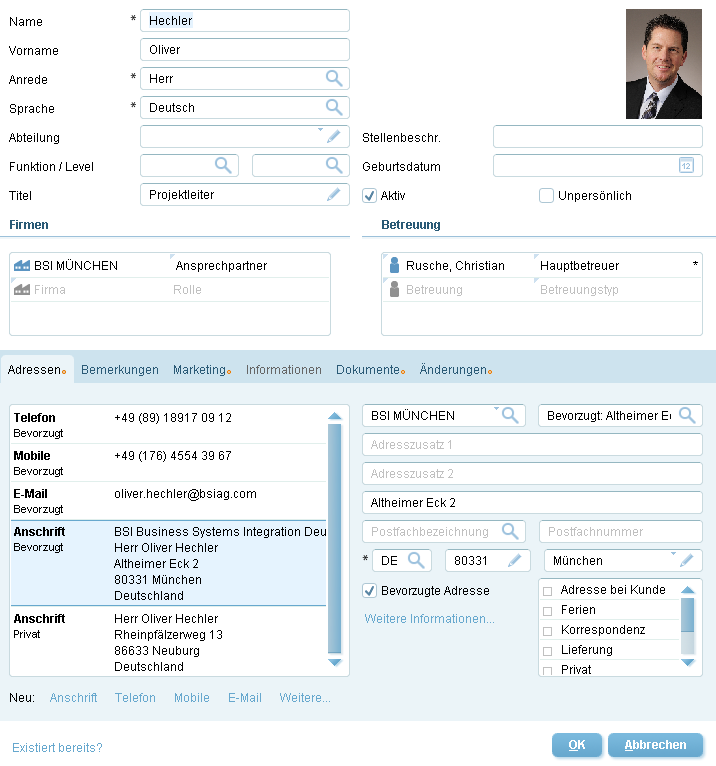 Name * Hechler
Vorname Oliver
Anrede * Herr
Sprache * Deutsch
Abteilung Stellenbeschr.
Funktion / Level Geburtsdatum 12
Titel Projektleiter Aktiv Unpersönlich
Firmen Betreuung
BSI MÜNCHEN Ansprechpartner Rusche, Christian Hauptbetreuer *
Firma Rolle Betreuung Betreuungstyp
Adressen Bemerkungen Marketing Informationen Dokumente Änderungen
Telefon +49 (89) 18917 09 12
Bevorzugt
Mobile +49 (176) 4554 39 67
Bevorzugt
E-Mail oliver.hechler@bsiag.com
Bevorzugt
Anschrift BSI Business Systems Integration Deu
Bevorzugt Herr Oliver Hechler
Altheimer Eck 2
80331 München
Deutschland
Anschrift Herr Oliver Hechler
Privat Rheinpfälzerweg 13
86633 Neuburg
Deutschland
BSI MÜNCHEN Bevorzugt: Altheimer Ec
Adresszusatz 1
Adresszusatz 2
Altheimer Eck 2
Postfachbezeichnung Postfachnummer
* DE 80331 München
Bevorzugte Adresse
Weitere Informationen...
Adresse bei Kunde
Ferien
Korrespondenz
Lieferung
Privat
Neu: Anschrift Telefon Mobile E-Mail Weitere...
Existiert bereits? OK Abbrechen